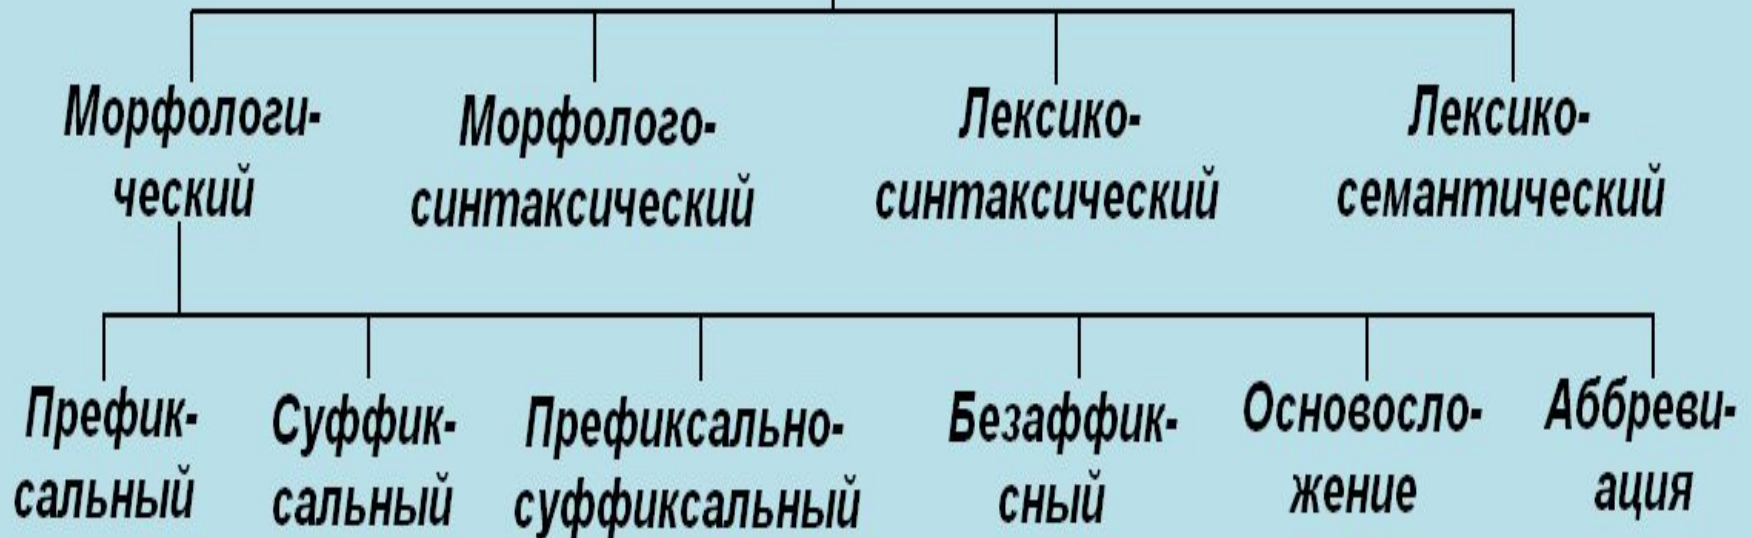 Морфологи-
ческий
Морфолого-
синтаксический
Лексико-
синтаксический
Лексико-
семантический
Префик-
сальный
Суффик-
сальный
Префиксально-
суффиксальный
Безаффик-
сный
Основосло-
жение
Аббреви-
ация